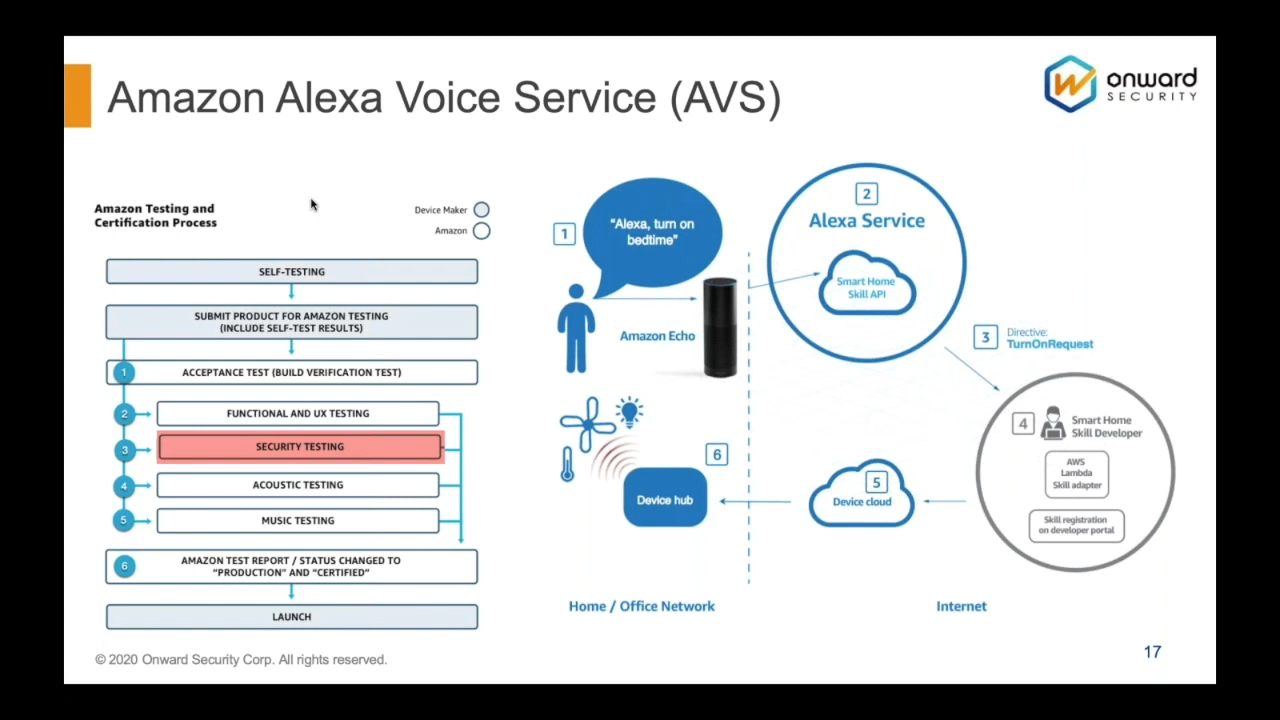 Amazon Alexa Voice Service (AVS)
onward
SECURITY
Amazon Testing and
Certification Process
Device Maker
Amazon
SELF-TESTING
SUBMIT PRODUCT FOR AMAZON TESTING
(INCLUDE SELF-TEST RESULTS)
1
ACCEPTANCE TEST (BUILD VERIFICATION TEST)
2
FUNCTIONAL AND UX TESTING
3
SECURITY TESTING
4
ACOUSTIC TESTING
5
MUSIC TESTING
6
AMAZON TEST REPORT / STATUS CHANGED TO
“PRODUCTION” AND “CERTIFIED”
LAUNCH
1
“Alexa, turn on
bedtime”
Amazon Echo
2
Alexa Service
Smart Home
Skill API
3
Directive:
TurnOnRequest
4
Smart Home
Skill Developer
AWS
Lambda
Skill adapter
Skill registration
on developer portal
5
Device cloud
6
Device hub
Home / Office Network
Internet
© 2020 Onward Security Corp. All rights reserved.
17